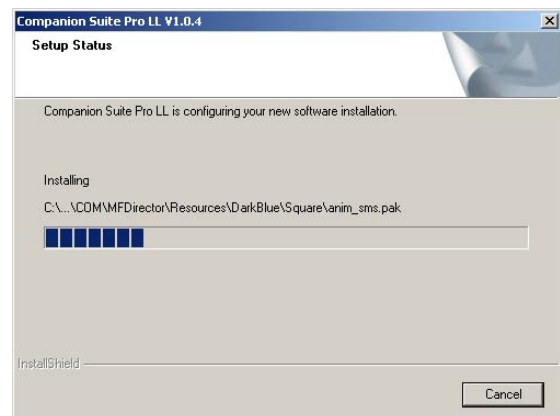 Companion Suite Pro LL V1.0.4
Setup Status
Companion Suite Pro LL is configuring your new software installation.
Installing
C:\...\COM\MFDirector\Resources\DarkBlue\Square\anim_sms.pak
InstallShield
Cancel